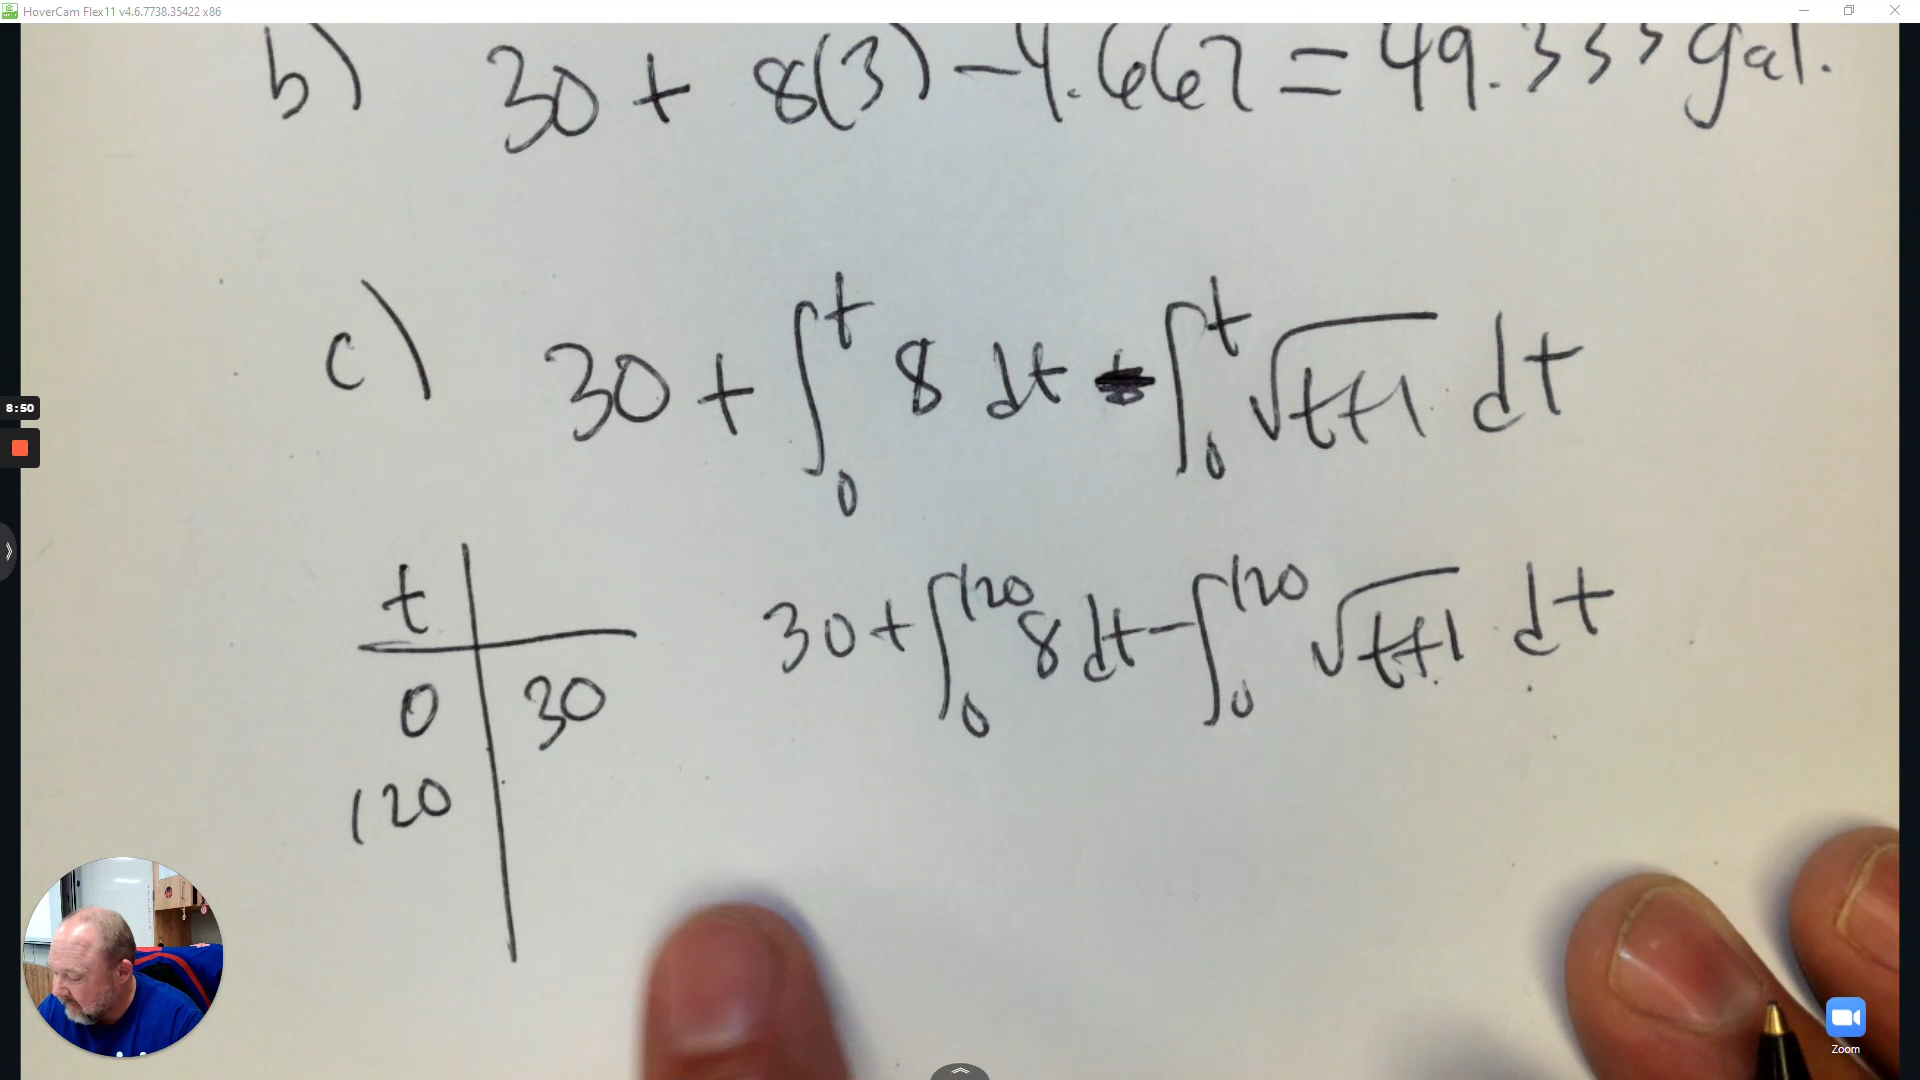 HoverCam Flex11 v4.6.7738.35422 x86
b) 30 + 8(3) - 4.667 = 49.333 gal.
c) 30 + ∫₀ᵗ 8 dt - ∫₀ᵗ √(t+1) dt
8:50
t
30 + ∫₀¹²⁰ 8 dt - ∫₀¹²⁰ √(t+1) dt
0 30
120
Zoom